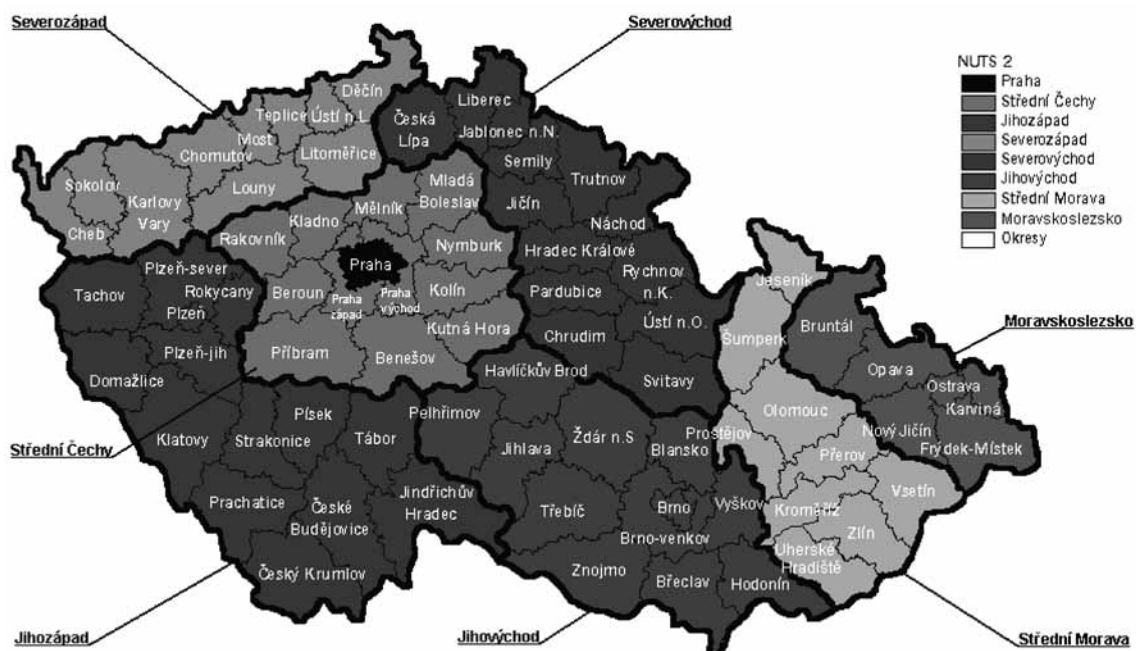 Severozápad
Severovýchod
NUTS 2
Praha
Střední Čechy
Jihozápad
Severozápad
Severovýchod
Jihovýchod
Střední Morava
Moravskoslezsko
Okresy
Děčín
Teplice
Ústí n.L.
Most
Chomutov
Litoměřice
Louny
Sokolov
Karlovy
Vary
Cheb
Česká
Lípa
Liberec
Jablonec n.N.
Semily
Trutnov
Jičín
Náchod
Hradec Králové
Rychnov
n.K.
Pardubice
Ústí n.O.
Chrudim
Svitavy
Mladá
Boleslav
Mělník
Kladno
Rakovník
Nymburk
Praha
Beroun
Praha
západ
Praha
východ
Kolín
Kutná Hora
Příbram
Benešov
Plzeň-sever
Rokycany
Plzeň
Tachov
Plzeň-jih
Domažlice
Klatovy
Písek
Strakonice
Tábor
Prachatice
České
Budějovice
Jindřichův
Hradec
Český Krumlov
Havlíčkův Brod
Pelhřimov
Jihlava
Ždár n.S
Blansko
Třebíč
Brno
Vyškov
Brno-venkov
Znojmo
Břeclav
Hodonín
Jeseník
Šumperk
Olomouc
Prostějov
Přerov
Kroměříž
Vsetín
Zlín
Uherské
Hradiště
Bruntál
Opava
Ostrava
Karviná
Nový Jičín
Frýdek-Místek
Moravskoslezsko
Střední Čechy
Jihozápad
Jihovýchod
Střední Morava